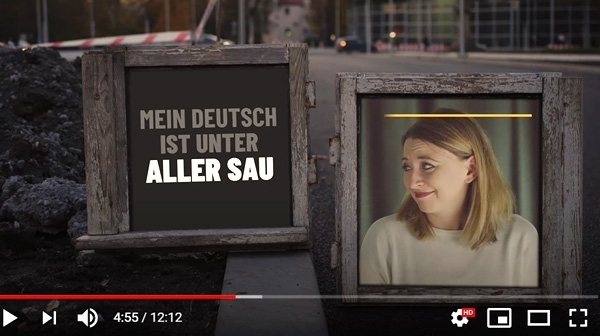 MEIN DEUTSCH
IST UNTER
ALLER SAU
4:55 / 12:12
HD